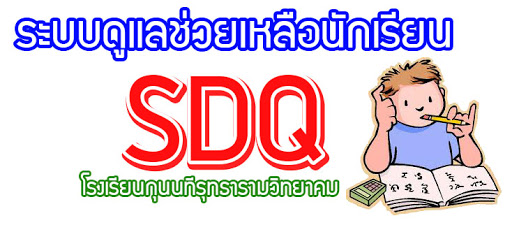 ระบบดูแลช่วยเหลือนักเรียน
SDQ
โรงเรียนกุนนทีรุทธารามวิทยาคม